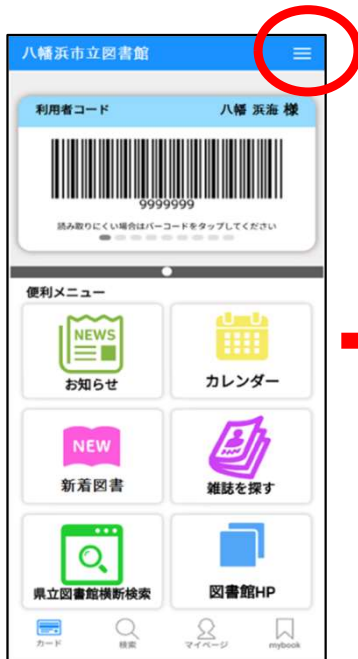 八幡浜市立図書館
利用者コード 八幡 浜海 様
9999999
読み取りにくい場合はバーコードをタップしてください
便利メニュー
NEWS
お知らせ
カレンダー
NEW
新着図書
雑誌を探す
県立図書館横断検索
図書館HP
カード 検索 マイページ mybook